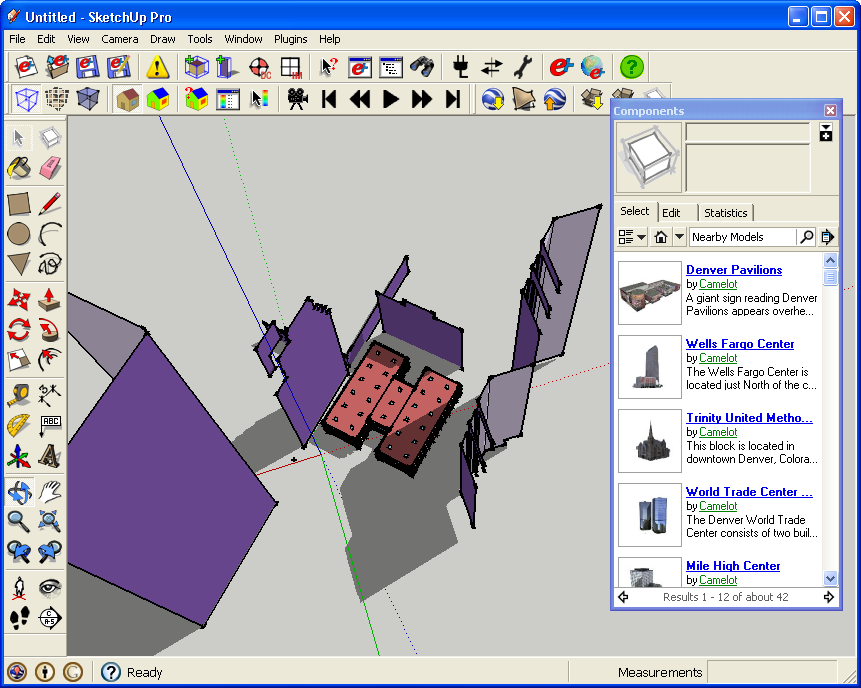 Untitled - SketchUp Pro
File Edit View Camera Draw Tools Window Plugins Help
DC
Components
Select Edit Statistics
Nearby Models
Denver Pavilions
by Camelot
A giant sign reading Denver
Pavilions appears overhe...
Wells Fargo Center
by Camelot
The Wells Fargo Center is
located just North of the c...
Trinity United Metho...
by Camelot
This block is located in
downtown Denver, Colora...
World Trade Center ...
by Camelot
The Denver World Trade
Center consists of two buil...
Mile High Center
by Camelot
Results 1 - 12 of about 42
ABC
Ready
Measurements